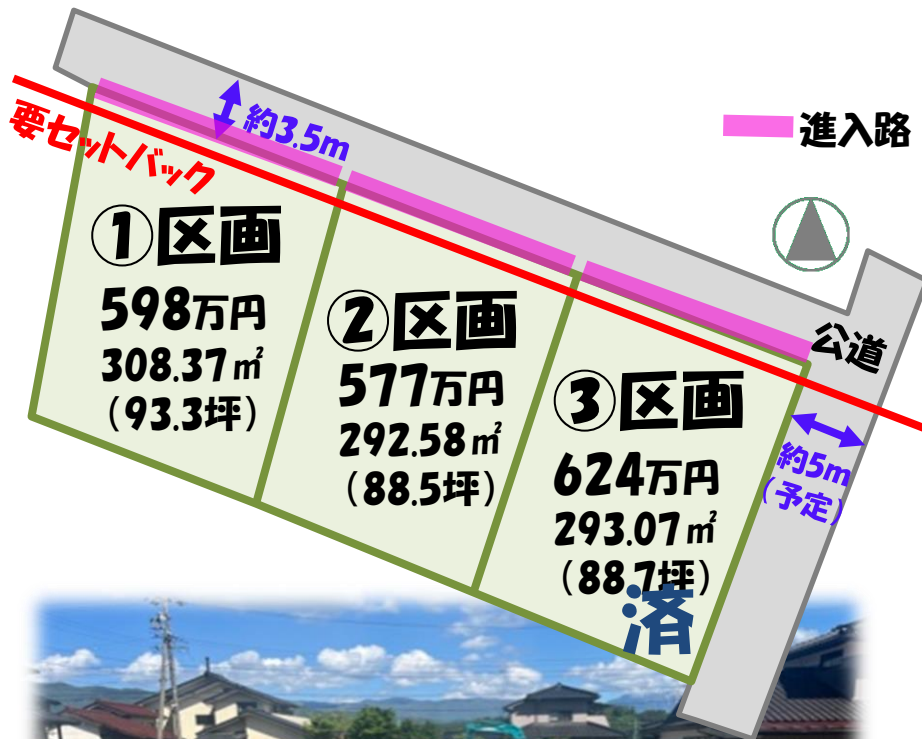 約3.5m
要セットバック
進入路
①区画
598万円
308.37㎡
（93.3坪）
②区画
577万円
292.58㎡
（88.5坪）
公道
③区画
624万円
293.07㎡
（88.7坪）
済
約5m
（予定）